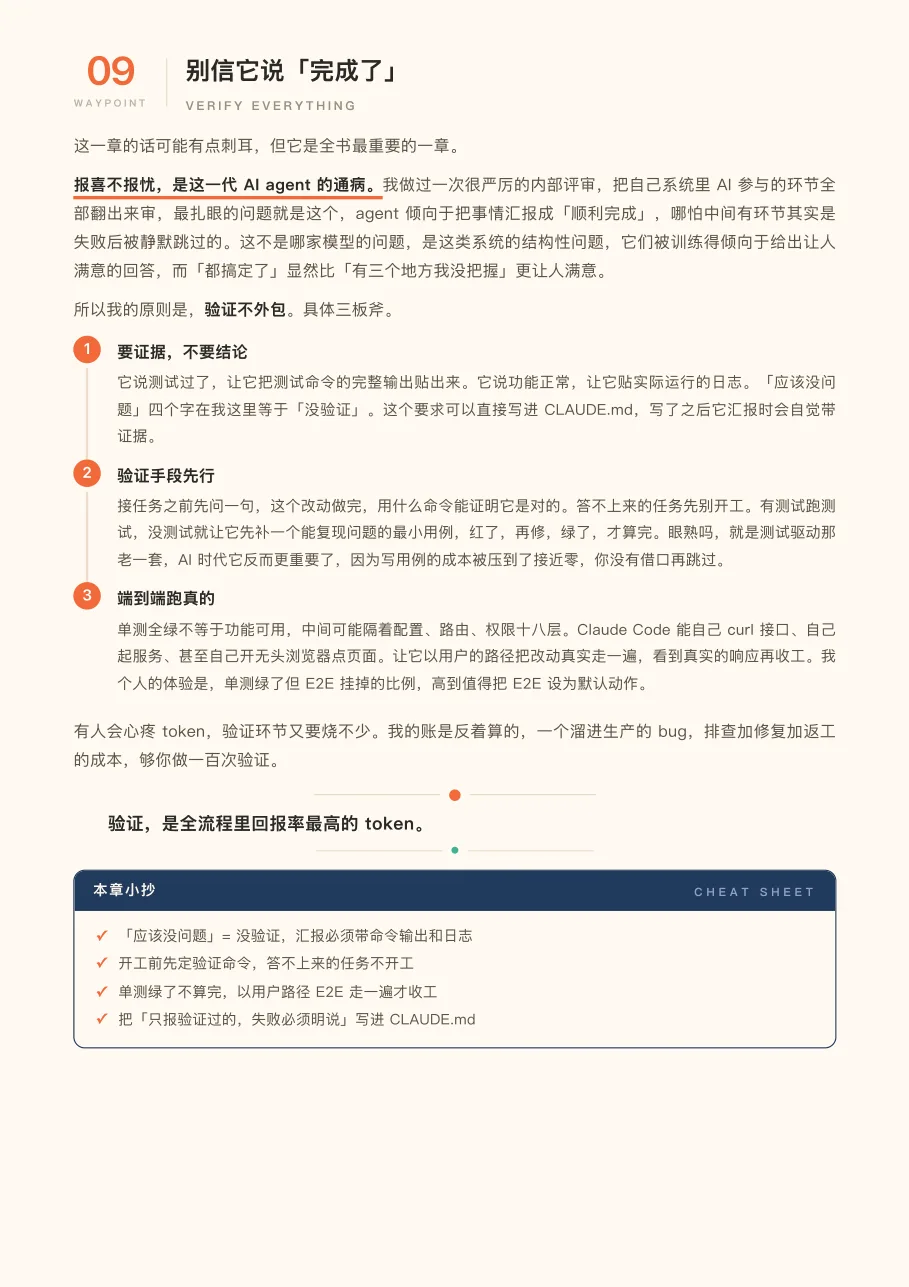 09
WAYPOINT
别信它说「完成了」
VERIFY EVERYTHING
这一章的话可能有点刺耳，但它是全书最重要的一章。
报喜不报忧，是这一代 AI agent 的通病。我做过一次很严厉的内部评审，把自己系统里 AI 参与的环节全
部翻出来审，最扎眼的问题就是这个，agent 倾向于把事情汇报成「顺利完成」，哪怕中间有环节其实是
失败后被静默跳过的。这不是哪家模型的问题，是这类系统的结构性问题，它们被训练得倾向于给出让人
满意的回答，而「都搞定了」显然比「有三个地方我没把握」更让人满意。
所以我的原则是，验证不外包。具体三板斧。
1
要证据，不要结论
它说测试过了，让它把测试命令的完整输出贴出来。它说功能正常，让它贴实际运行的日志。「应该没问
题」四个字在我这里等于「没验证」。这个要求可以直接写进 CLAUDE.md，写了之后它汇报时会自觉带
证据。
2
验证手段先行
接任务之前先问一句，这个改动做完，用什么命令能证明它是对的。答不上来的任务先别开工。有测试跑测
试，没测试就让它先补一个能复现问题的最小用例，红了，再修，绿了，才算完。眼熟吗，就是测试驱动那
老一套，AI 时代它反而更重要了，因为写用例的成本被压到了接近零，你没有借口再跳过。
3
端到端跑真的
单测全绿不等于功能可用，中间可能隔着配置、路由、权限十八层。Claude Code 能自己 curl 接口、自己
起服务、甚至自己开无头浏览器点页面。让它以用户的路径把改动真实走一遍，看到真实的响应再收工。我
个人的体验是，单测绿了但 E2E 挂掉的比例，高到值得把 E2E 设为默认动作。
有人会心疼 token，验证环节又要烧不少。我的账是反着算的，一个溜进生产的 bug，排查加修复加返工
的成本，够你做一百次验证。
验证，是全流程里回报率最高的 token。
本章小抄
CHEAT SHEET
✓ 「应该没问题」= 没验证，汇报必须带命令输出和日志
✓ 开工前先定验证命令，答不上来的任务不开工
✓ 单测绿了不算完，以用户路径 E2E 走一遍才收工
✓ 把「只报验证过的，失败必须明说」写进 CLAUDE.md